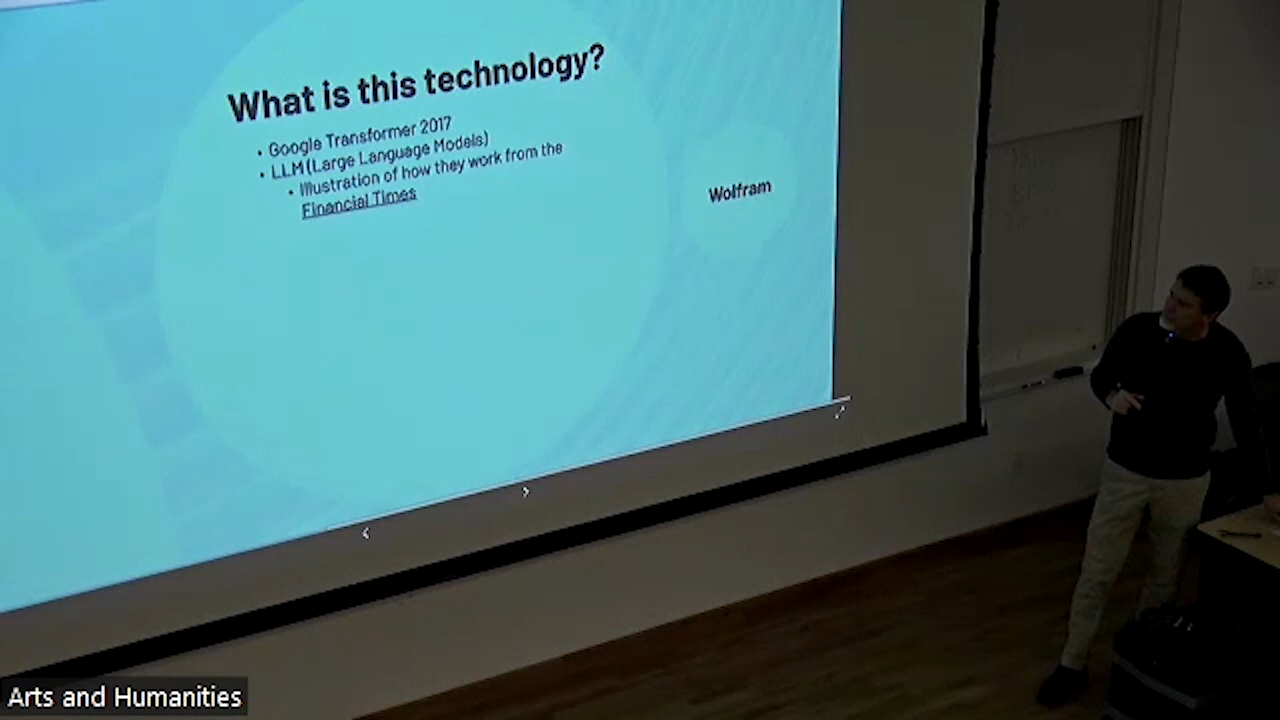 What is this technology?
• Google Transformer 2017
• LLM (Large Language Models)
• Illustration of how they work from the
Financial Times
Wolfram
Arts and Humanities